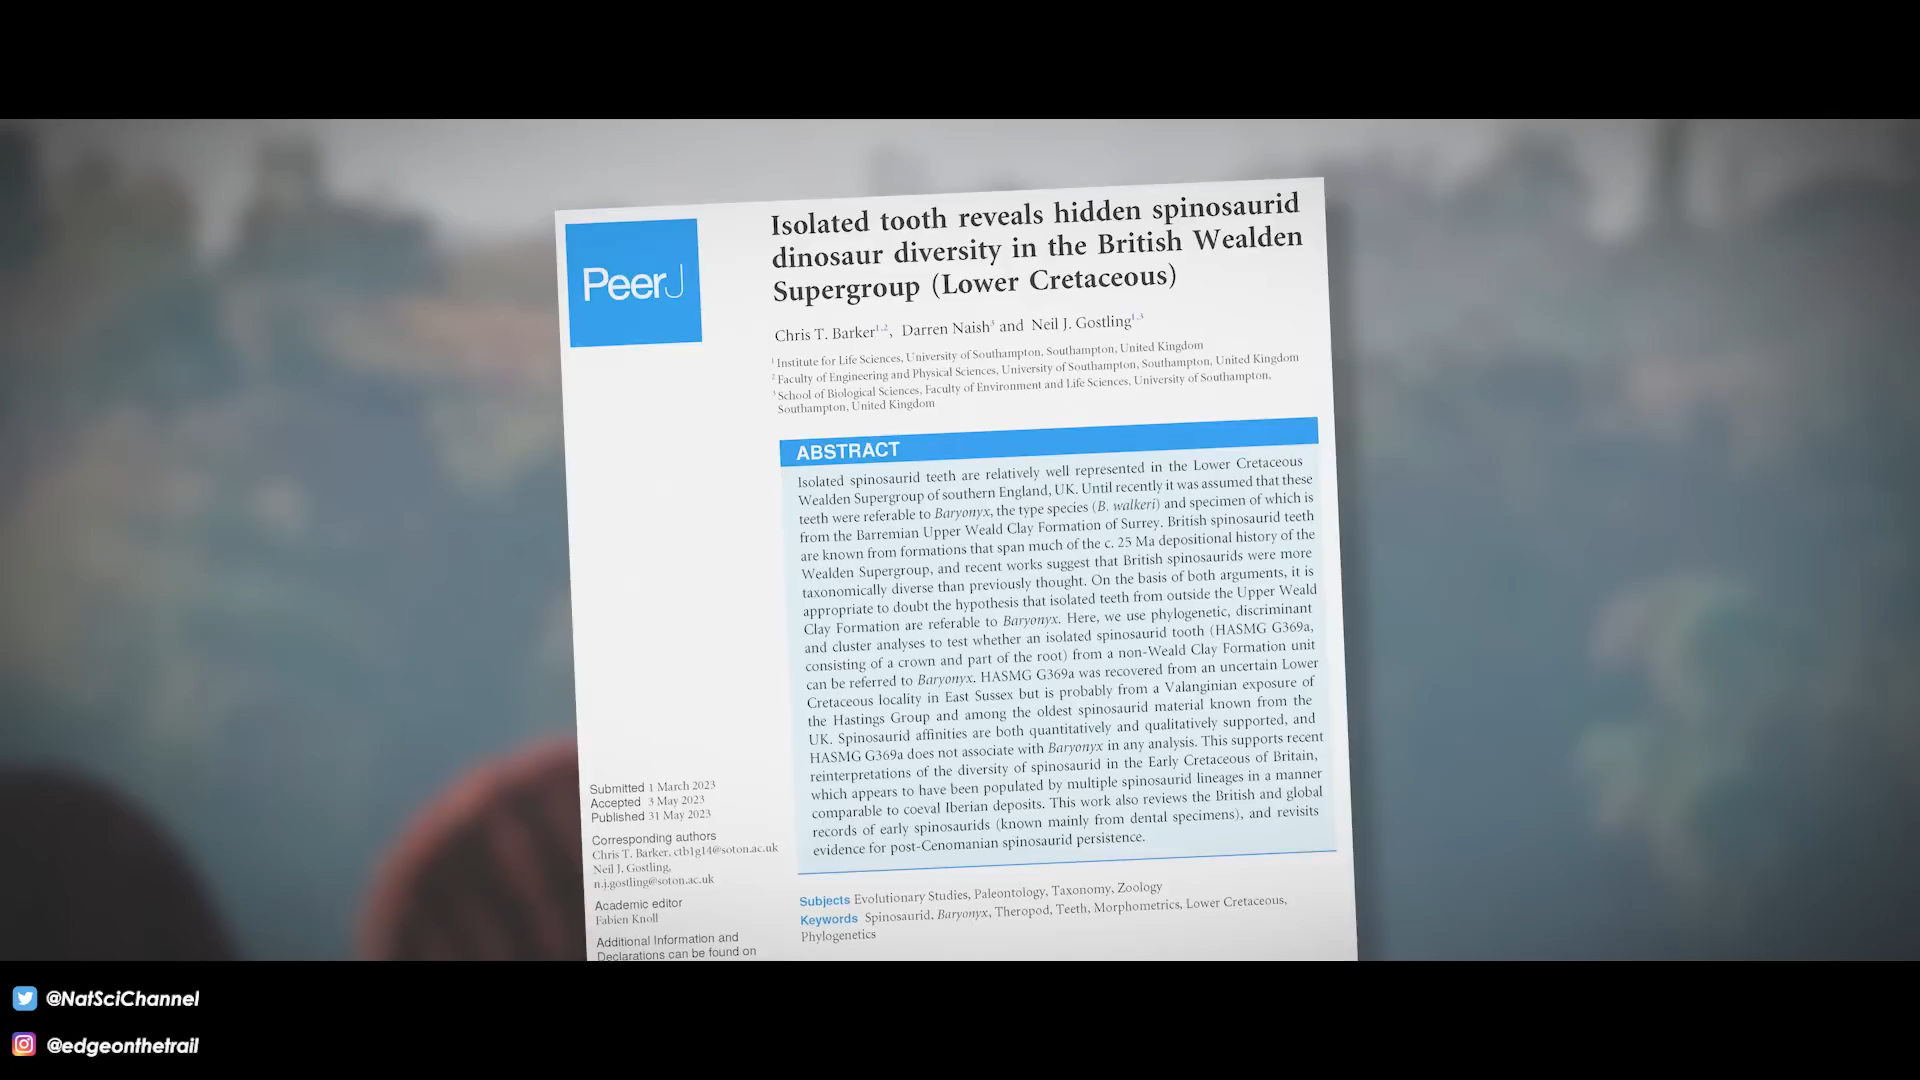 PeerJ
Isolated tooth reveals hidden spinosaurid
dinosaur diversity in the British Wealden
Supergroup (Lower Cretaceous)
Chris T. Barker1,2, Darren Naish3 and Neil J. Gostling1,3
1 Institute for Life Sciences, University of Southampton, Southampton, United Kingdom
2 Faculty of Engineering and Physical Sciences, University of Southampton, Southampton, United Kingdom
3 School of Biological Sciences, Faculty of Environment and Life Sciences, University of Southampton,
Southampton, United Kingdom
ABSTRACT
Isolated spinosaurid teeth are relatively well represented in the Lower Cretaceous
Wealden Supergroup of southern England, UK. Until recently it was assumed that these
teeth were referable to Baryonyx, the type species (B. walkeri) and specimen of which is
from the Barremian Upper Weald Clay Formation of Surrey. British spinosaurid teeth
are known from formations that span much of the c. 25 Ma depositional history of the
Wealden Supergroup, and recent works suggest that British spinosaurids were more
taxonomically diverse than previously thought. On the basis of both arguments, it is
appropriate to doubt the hypothesis that isolated teeth from outside the Upper Weald
Clay Formation are referable to Baryonyx. Here, we use phylogenetic, discriminant
and cluster analyses to test whether an isolated spinosaurid tooth (HASMG G369a,
consisting of a crown and part of the root) from a non-Weald Clay Formation unit
can be referred to Baryonyx. HASMG G369a was recovered from an uncertain Lower
Cretaceous locality in East Sussex but is probably from a Valanginian exposure of
the Hastings Group and among the oldest spinosaurid material known from the
UK. Spinosaurid affinities are both quantitatively and qualitatively supported, and
HASMG G369a does not associate with Baryonyx in any analysis. This supports recent
reinterpretations of the diversity of spinosaurid in the Early Cretaceous of Britain,
which appears to have been populated by multiple spinosaurid lineages in a manner
comparable to coeval Iberian deposits. This work also reviews the British and global
records of early spinosaurids (known mainly from dental specimens), and revisits
evidence for post-Cenomanian spinosaurid persistence.
Submitted 1 March 2023
Accepted 3 May 2023
Published 31 May 2023
Corresponding authors
Chris T. Barker, ctb1g14@soton.ac.uk
Neil J. Gostling,
n.j.gostling@soton.ac.uk
Academic editor
Fabien Knoll
Additional Information and
Declarations can be found on
Subjects Evolutionary Studies, Paleontology, Taxonomy, Zoology
Keywords Spinosaurid, Baryonyx, Theropod, Teeth, Morphometrics, Lower Cretaceous,
Phylogenetics
@NatSciChannel
@edgeonthetrail